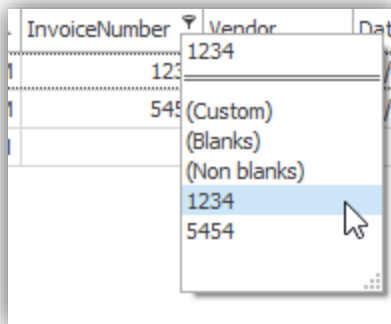 InvoiceNumber Vendor
1234
(Custom)
(Blanks)
(Non blanks)
1234
5454